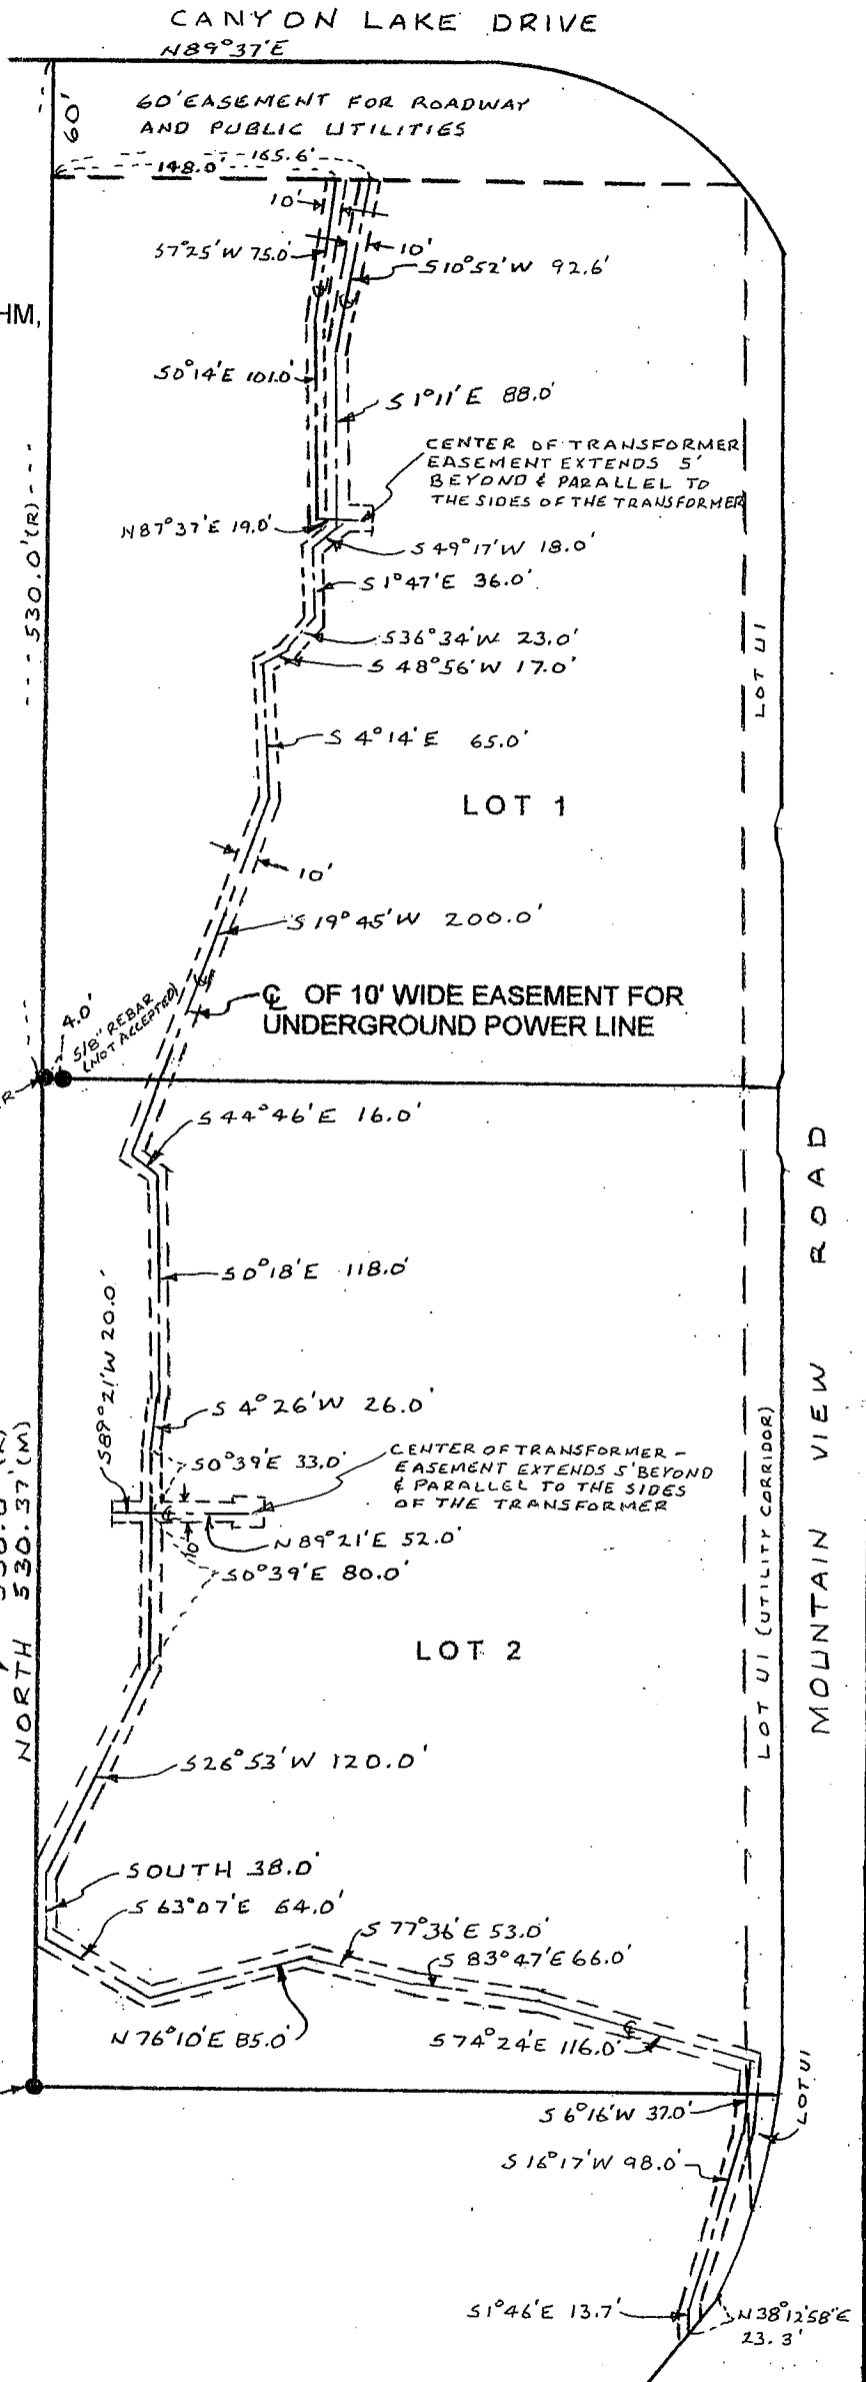 CANYON LAKE DRIVE
N89°37'E
60'
60' EASEMENT FOR ROADWAY
AND PUBLIC UTILITIES
165.6'
148.0'
10'
10'
S7°25'W 75.0'
S10°52'W 92.6'
HM,
S0°14'E 101.0'
S1°11'E 88.0'
CENTER OF TRANSFORMER
EASEMENT EXTENDS 5'
BEYOND & PARALLEL TO
THE SIDES OF THE TRANSFORMER
N87°37'E 19.0'
S49°17'W 18.0'
S1°47'E 36.0'
530.0'(R)
S36°34'W 23.0'
S 48°56'W 17.0'
LOT U1
S 4°14'E 65.0'
LOT 1
10'
S19°45'W 200.0'
℄ OF 10' WIDE EASEMENT FOR
UNDERGROUND POWER LINE
4.0'
5/8" REBAR
(NOT ACCEPTED)
R
S44°46'E 16.0'
S0°18'E 118.0'
S89°21'W 20.0'
S 4°26'W 26.0'
S0°39'E 33.0'
CENTER OF TRANSFORMER -
EASEMENT EXTENDS 5' BEYOND
& PARALLEL TO THE SIDES
OF THE TRANSFORMER
N89°21'E 52.0'
10'
S0°39'E 80.0'
MOUNTAIN VIEW ROAD
LOT U1 (UTILITY CORRIDOR)
NORTH 530.37'(M)
LOT 2
S26°53'W 120.0'
SOUTH 38.0'
S 63°07'E 64.0'
S 77°36'E 53.0'
S 83°47'E 66.0'
N76°10'E 85.0'
℄
S74°24'E 116.0'
LOT U1
S 6°16'W 37.0'
S16°17'W 98.0'
S1°46'E 13.7'
N38°12'58"E
23.3'